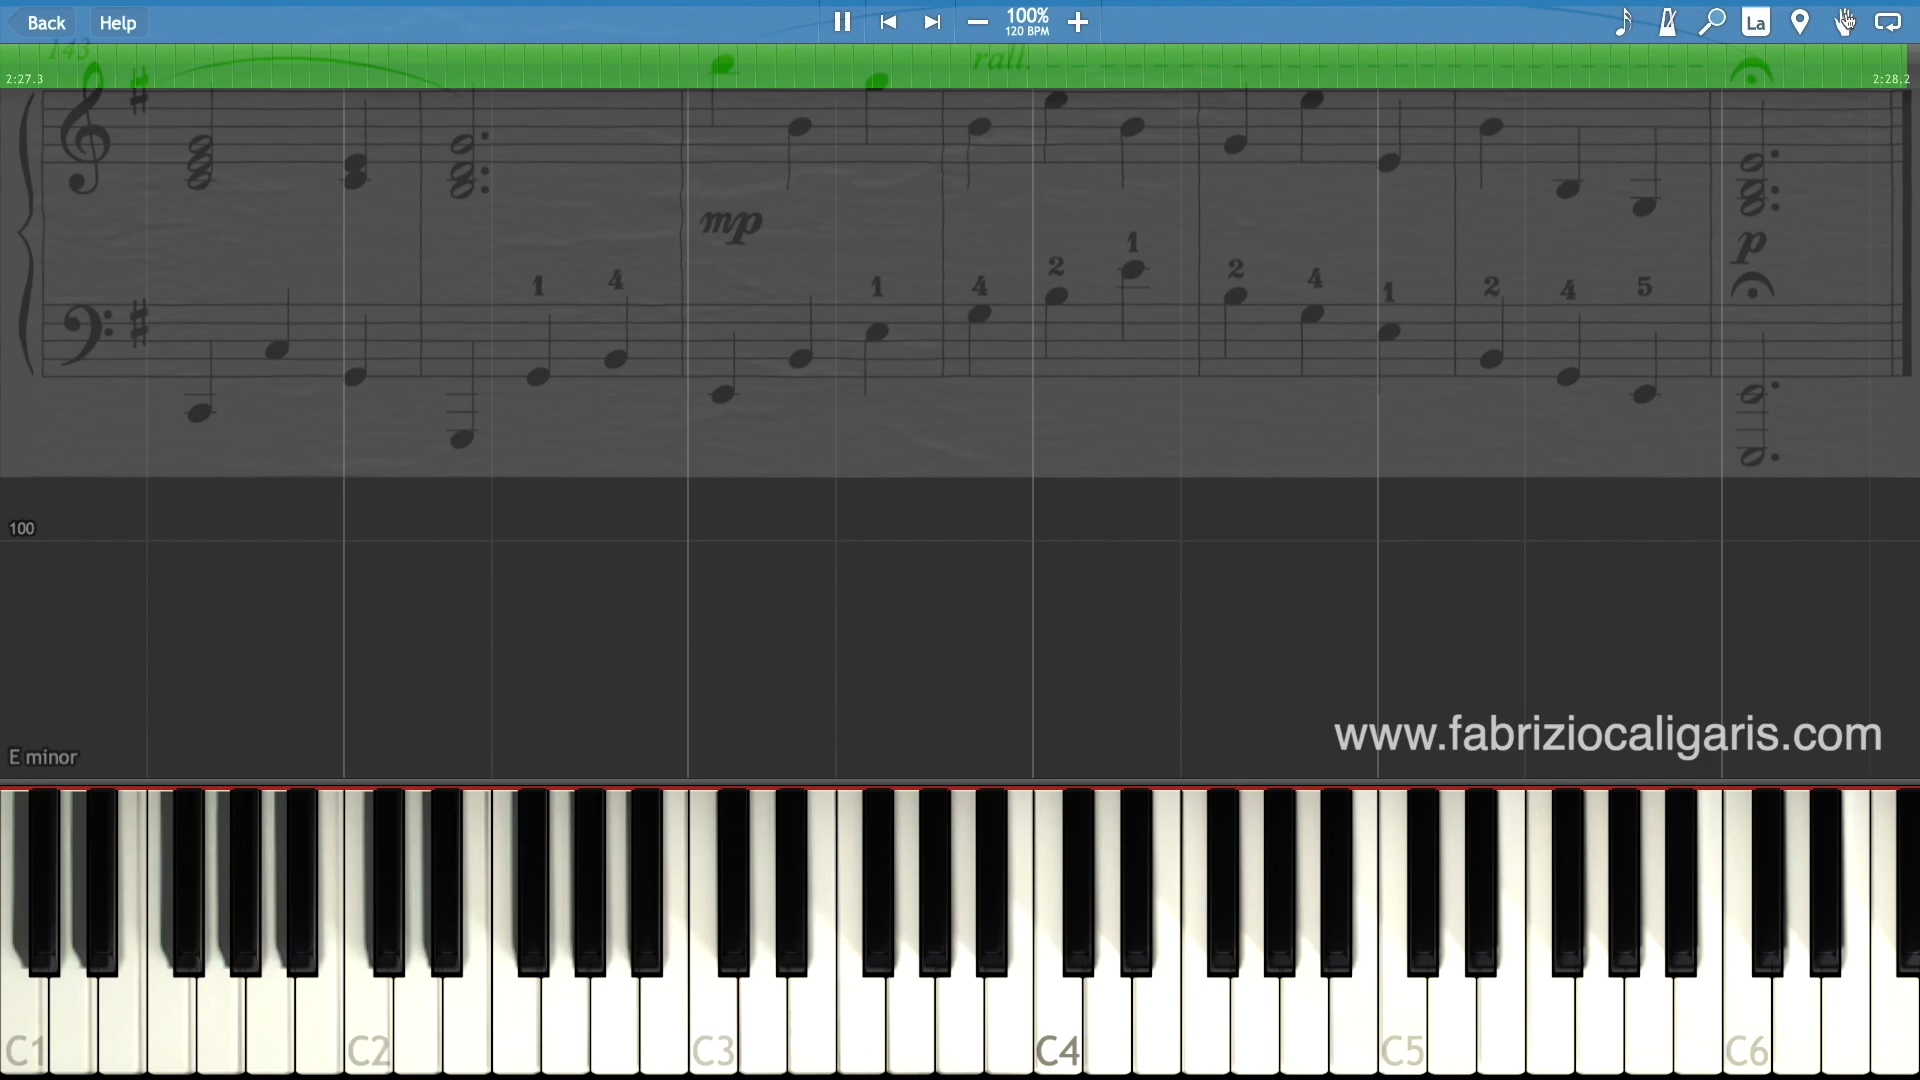 Back Help 100% La
120 BPM
143 rall.
2:27.3 2:28.2
mp p
1 4 1 4 2 1 2 4 1 2 4 5
100
www.fabriziocaligaris.com
E minor
C1 C2 C3 C4 C5 C6